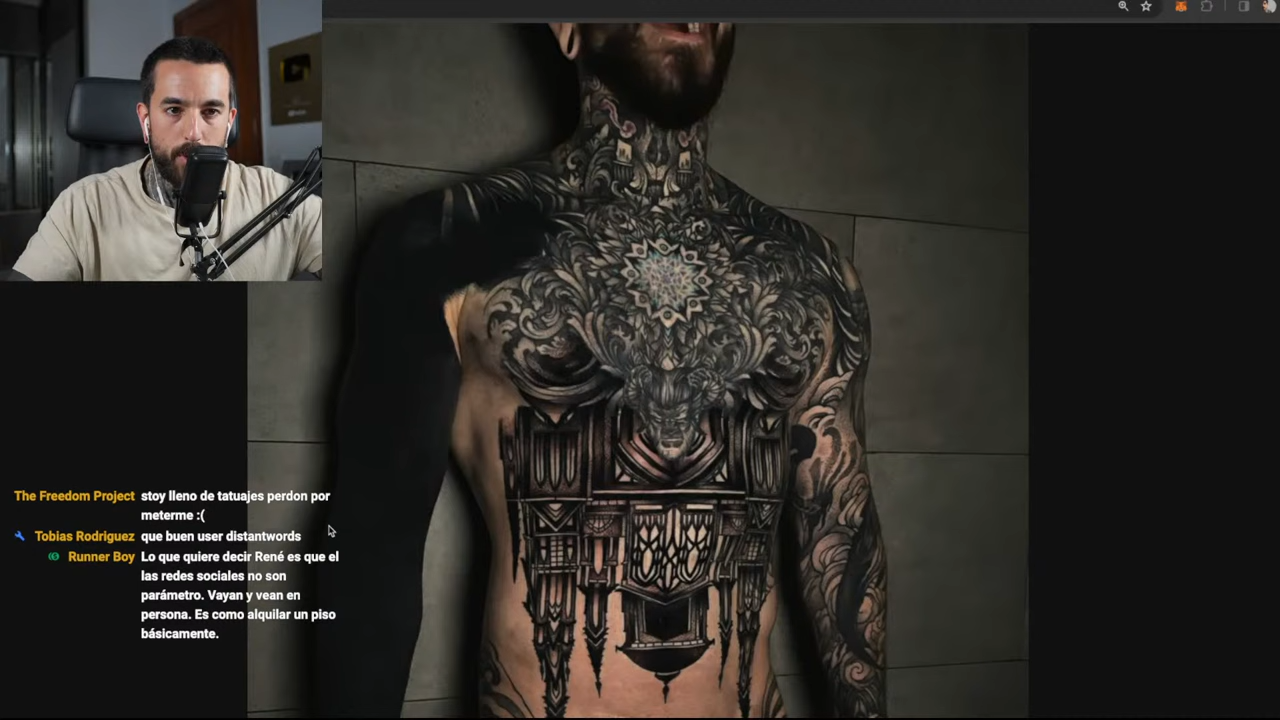 The Freedom Project stoy lleno de tatuajes perdon por
meterme :(
Tobias Rodriguez que buen user distantwords
Runner Boy Lo que quiere decir René es que el
las redes sociales no son
parámetro. Vayan y vean en
persona. Es como alquilar un piso
básicamente.